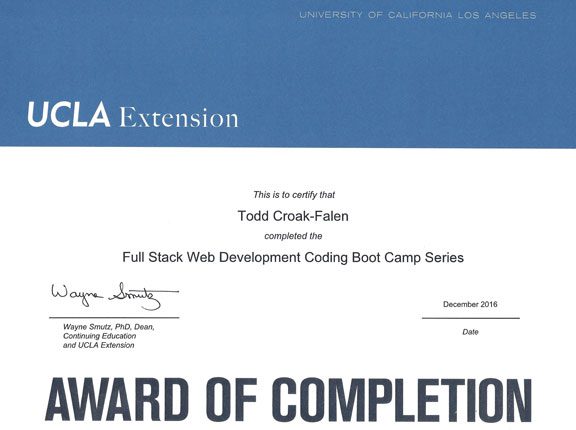 UNIVERSITY OF CALIFORNIA LOS ANGELES
UCLA Extension
This is to certify that
Todd Croak-Falen
completed the
Full Stack Web Development Coding Boot Camp Series
Wayne Smutz
December 2016
Wayne Smutz, PhD, Dean,
Continuing Education
and UCLA Extension
Date
AWARD OF COMPLETION